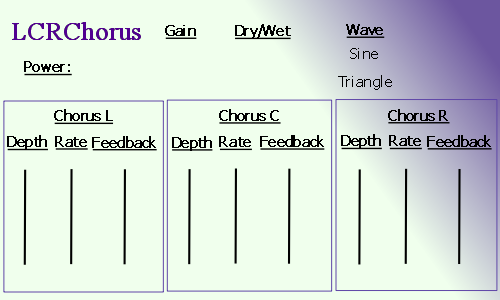 LCRChorus Gain Dry/Wet Wave
Sine
Power:
Triangle
Chorus L Chorus C Chorus R
Depth Rate Feedback Depth Rate Feedback Depth Rate Feedback